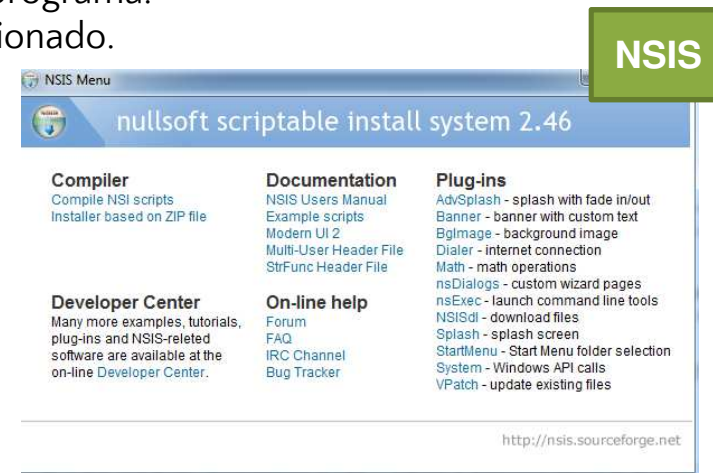 programa.
ionado.
NSIS
NSIS Menu
nullsoft scriptable install system 2.46
Compiler
Compile NSI scripts
Installer based on ZIP file
Documentation
NSIS Users Manual
Example scripts
Modern UI 2
Multi-User Header File
StrFunc Header File
Plug-ins
AdvSplash - splash with fade in/out
Banner - banner with custom text
BgImage - background image
Dialer - internet connection
Math - math operations
nsDialogs - custom wizard pages
nsExec - launch command line tools
NSISdl - download files
Splash - splash screen
StartMenu - Start Menu folder selection
System - Windows API calls
VPatch - update existing files
Developer Center
Many more examples, tutorials,
plug-ins and NSIS-releted
software are available at the
on-line Developer Center.
On-line help
Forum
FAQ
IRC Channel
Bug Tracker
http://nsis.sourceforge.net